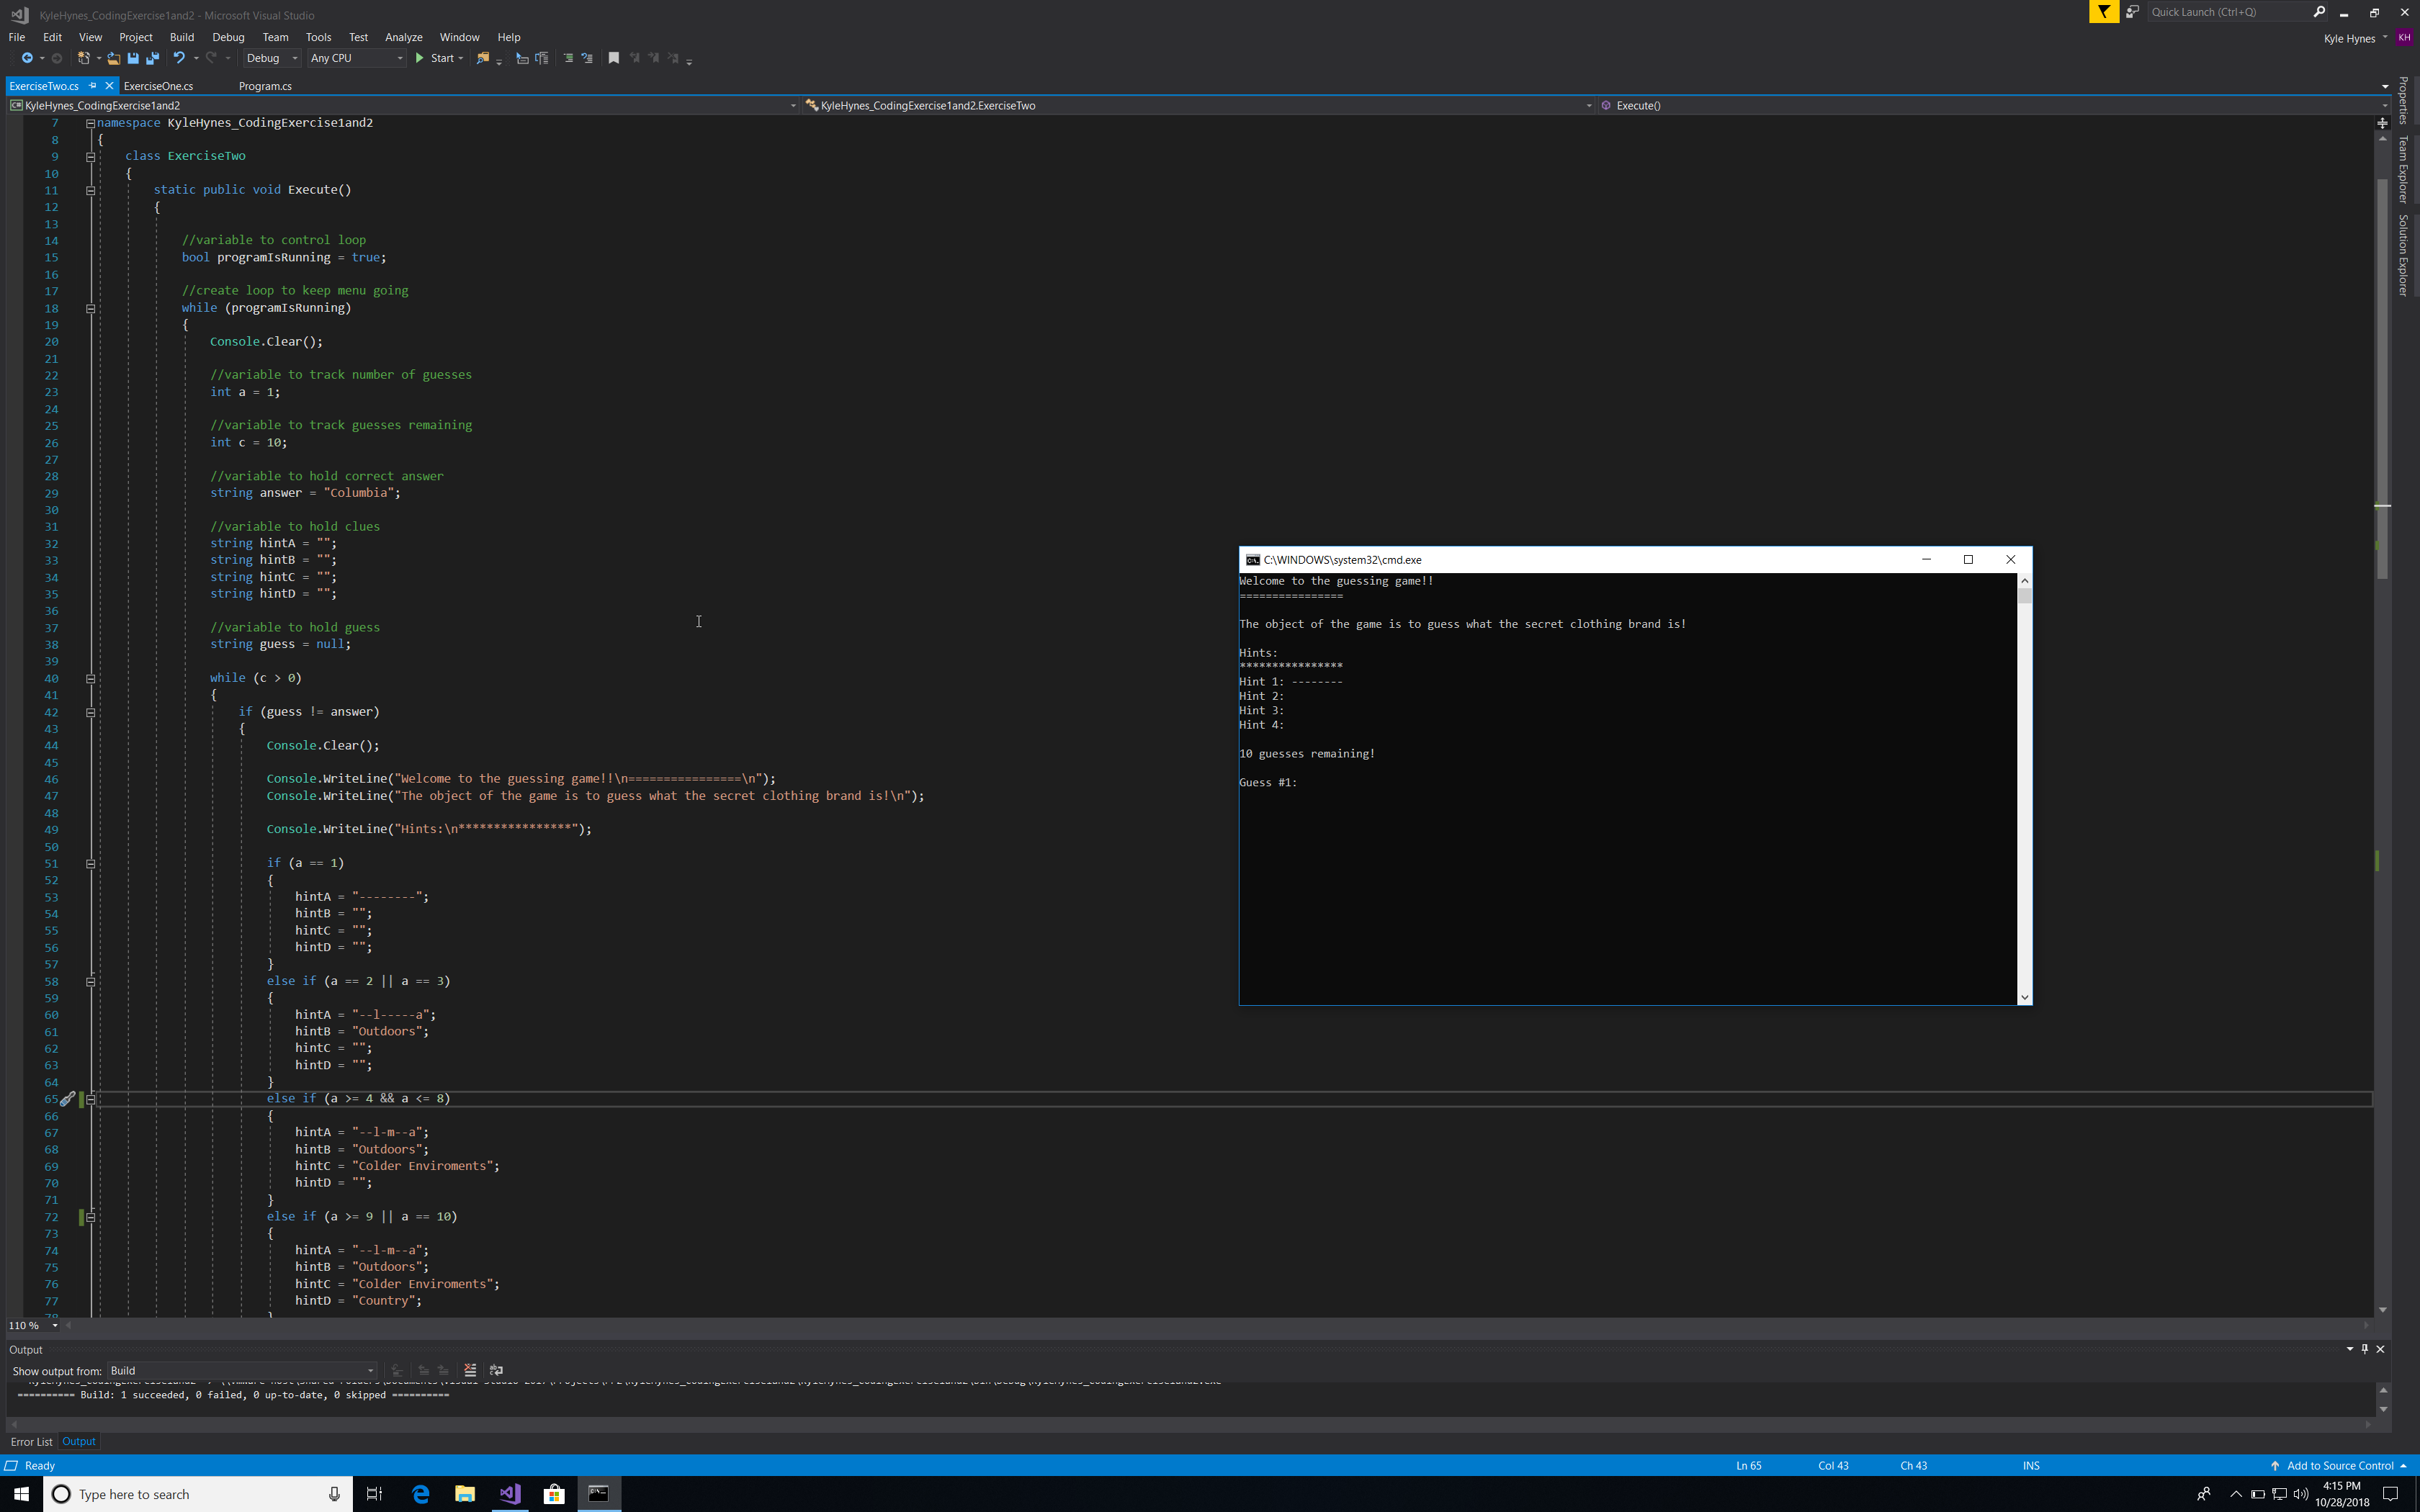 KyleHynes_CodingExercise1and2 - Microsoft Visual Studio
Quick Launch (Ctrl+Q)
File Edit View Project Build Debug Team Tools Test Analyze Window Help
Kyle Hynes KH
Debug Any CPU Start
ExerciseTwo.cs ExerciseOne.cs Program.cs
KyleHynes_CodingExercise1and2 KyleHynes_CodingExercise1and2.ExerciseTwo Execute()
Properties
Team Explorer
Solution Explorer
7 namespace KyleHynes_CodingExercise1and2
8 {
9 class ExerciseTwo
10 {
11 static public void Execute()
12 {
13
14 //variable to control loop
15 bool programIsRunning = true;
16
17 //create loop to keep menu going
18 while (programIsRunning)
19 {
20 Console.Clear();
21
22 //variable to track number of guesses
23 int a = 1;
24
25 //variable to track guesses remaining
26 int c = 10;
27
28 //variable to hold correct answer
29 string answer = "Columbia";
30
31 //variable to hold clues
32 string hintA = "";
33 string hintB = "";
34 string hintC = "";
35 string hintD = "";
36
37 //variable to hold guess
38 string guess = null;
39
40 while (c > 0)
41 {
42 if (guess != answer)
43 {
44 Console.Clear();
45
46 Console.WriteLine("Welcome to the guessing game!!\n================\n");
47 Console.WriteLine("The object of the game is to guess what the secret clothing brand is!\n");
48
49 Console.WriteLine("Hints:\n****************");
50
51 if (a == 1)
52 {
53 hintA = "--------";
54 hintB = "";
55 hintC = "";
56 hintD = "";
57 }
58 else if (a == 2 || a == 3)
59 {
60 hintA = "--l-----a";
61 hintB = "Outdoors";
62 hintC = "";
63 hintD = "";
64 }
65 else if (a >= 4 && a <= 8)
66 {
67 hintA = "--l-m--a";
68 hintB = "Outdoors";
69 hintC = "Colder Enviroments";
70 hintD = "";
71 }
72 else if (a >= 9 || a == 10)
73 {
74 hintA = "--l-m--a";
75 hintB = "Outdoors";
76 hintC = "Colder Enviroments";
77 hintD = "Country";
78 }
C:\WINDOWS\system32\cmd.exe
Welcome to the guessing game!!
================
The object of the game is to guess what the secret clothing brand is!
Hints:
****************
Hint 1: --------
Hint 2:
Hint 3:
Hint 4:
10 guesses remaining!
Guess #1:
110 %
Output
Show output from: Build
========== Build: 1 succeeded, 0 failed, 0 up-to-date, 0 skipped ==========
Error List Output
Ready Ln 65 Col 43 Ch 43 INS Add to Source Control
Type here to search
4:15 PM
10/28/2018